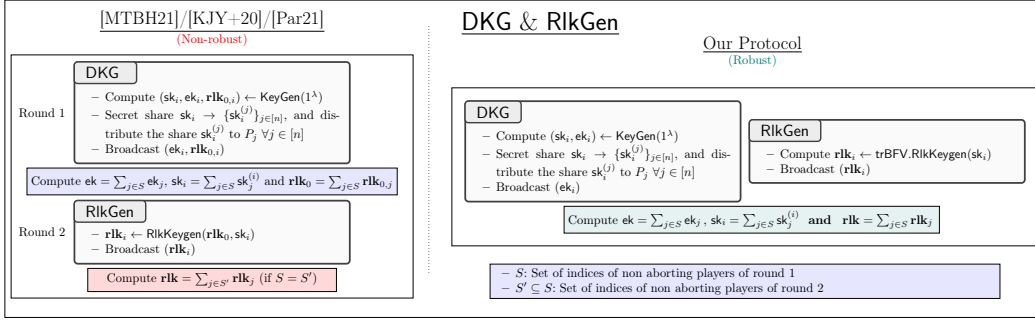 [MTBH21]/[KJY+20]/[Par21]
(Non-robust)
Round 1
DKG
– Compute (sk_i, ek_i, rlk_{0,i}) ← KeyGen(1^λ)
– Secret share sk_i → {sk_i^{(j)}}_{j∈[n]}, and dis-
tribute the share sk_i^{(j)} to P_j ∀j ∈ [n]
– Broadcast (ek_i, rlk_{0,i})
Compute ek = ∑_{j∈S} ek_j, sk_i = ∑_{j∈S} sk_j^{(i)} and rlk_0 = ∑_{j∈S} rlk_{0,j}
Round 2
RlkGen
– rlk_i ← RlkKeygen(rlk_0, sk_i)
– Broadcast (rlk_i)
Compute rlk = ∑_{j∈S'} rlk_j (if S = S')
DKG & RlkGen
Our Protocol
(Robust)
DKG
– Compute (sk_i, ek_i) ← KeyGen(1^λ)
– Secret share sk_i → {sk_i^{(j)}}_{j∈[n]}, and dis-
tribute the share sk_i^{(j)} to P_j ∀j ∈ [n]
– Broadcast (ek_i)
RlkGen
– Compute rlk_i ← trBFV.RlkKeygen(sk_i)
– Broadcast (rlk_i)
Compute ek = ∑_{j∈S} ek_j , sk_i = ∑_{j∈S} sk_j^{(i)} and rlk = ∑_{j∈S} rlk_j
– S: Set of indices of non aborting players of round 1
– S' ⊆ S: Set of indices of non aborting players of round 2